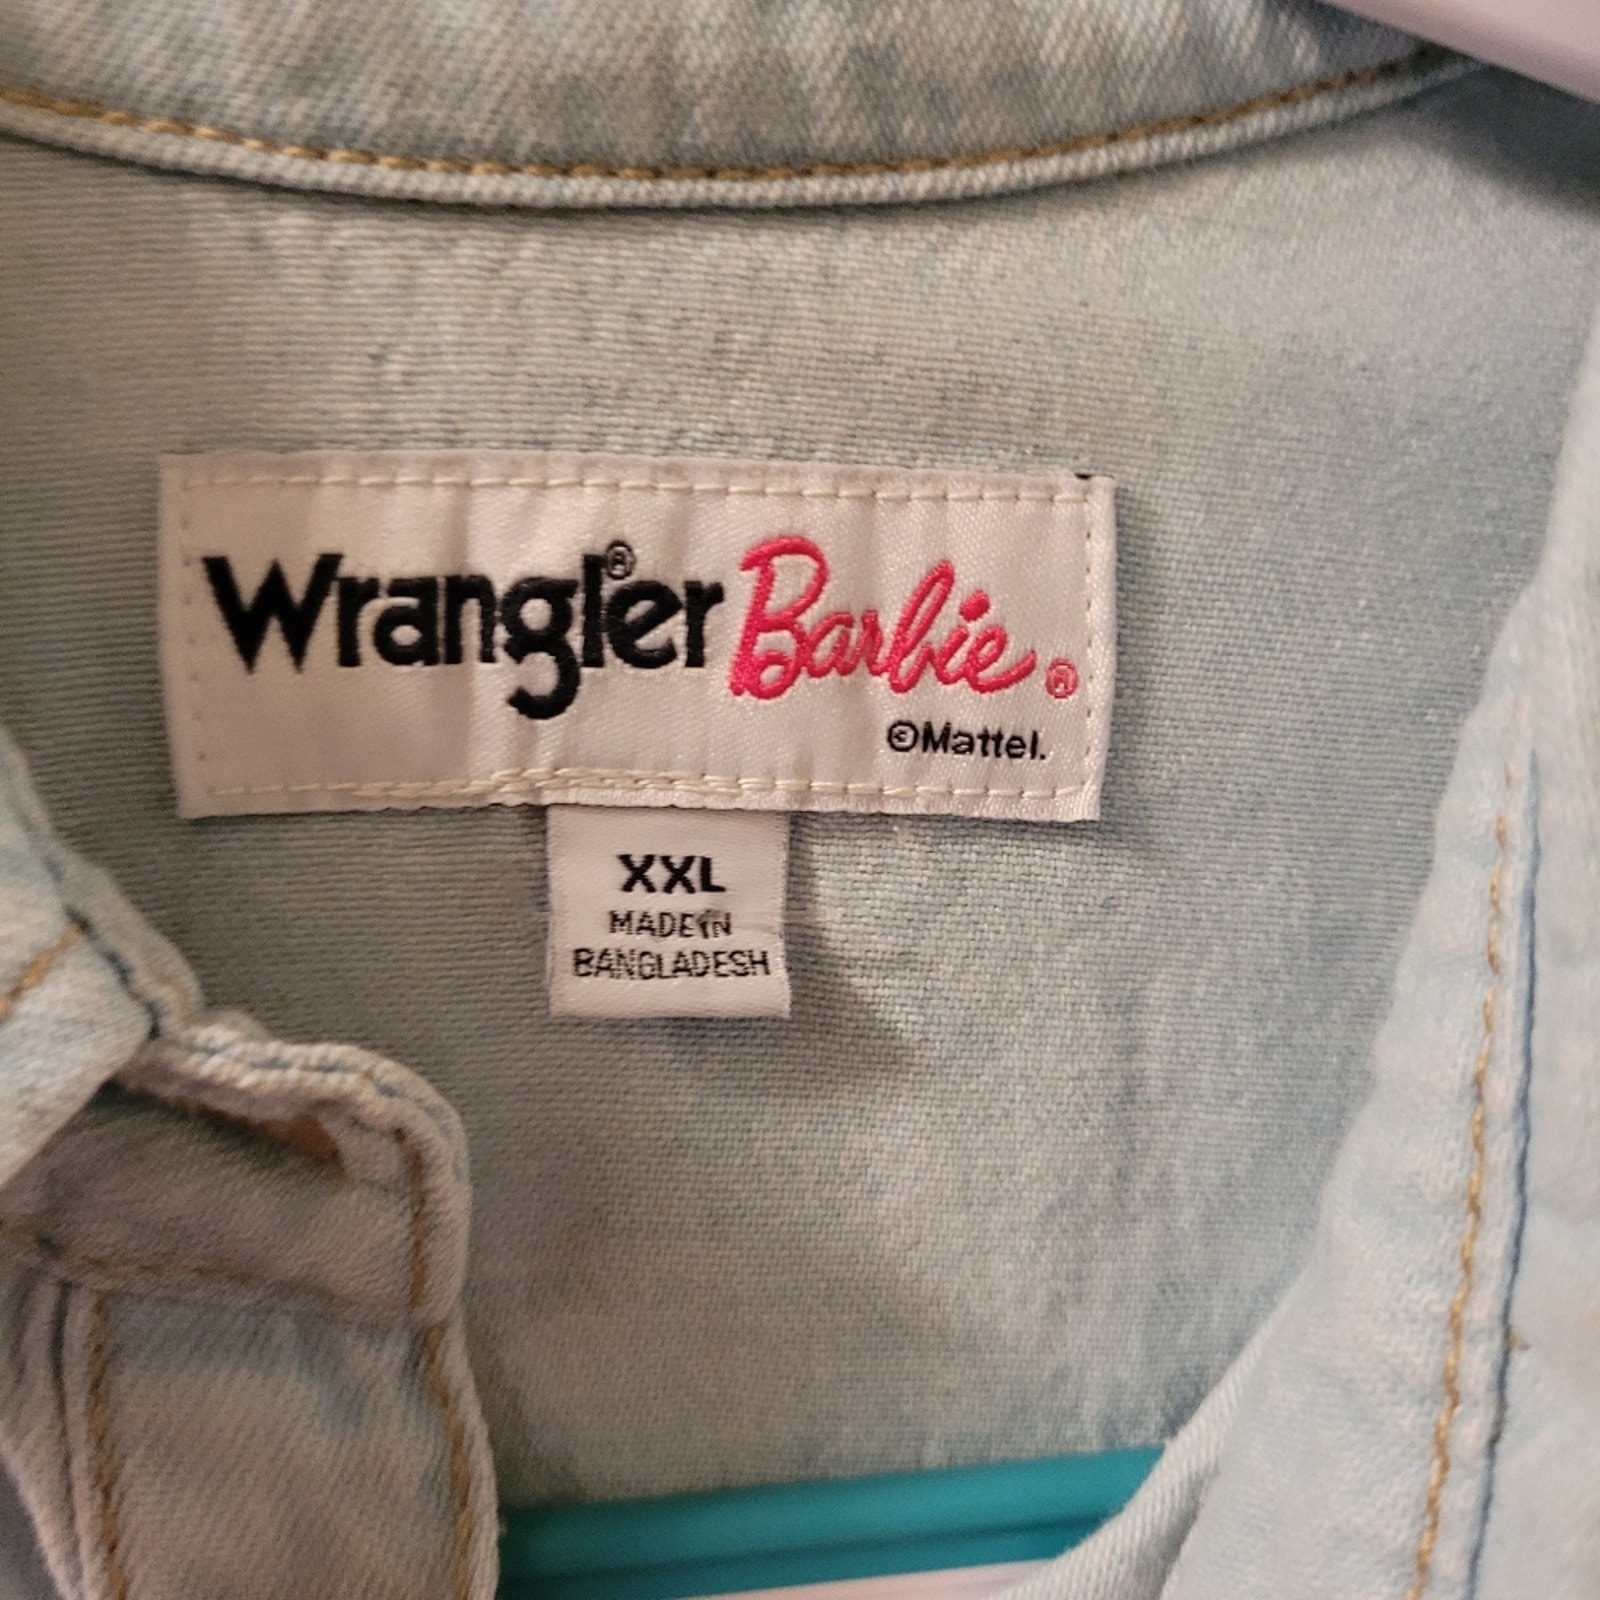 Wrangler® Barbie®
©Mattel.
XXL
MADE IN
BANGLADESH